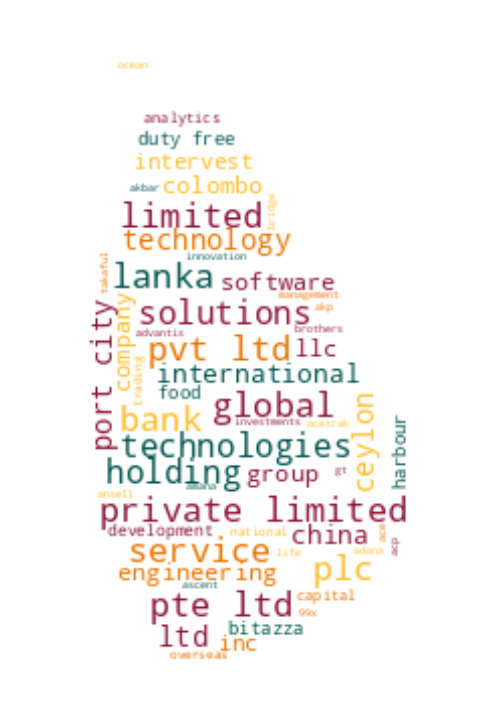 ocean
analytics
duty free
intervest
akbar colombo
limited bridge
technology
innovation
takaful lanka software
management
solutions akp
port city company advantis brothers
pvt ltd llc
trading international
food global
bank investments acetrak
ceylon harbour
technologies
holding group gt
amana
ansell
private limited
development national china ace acp
service life adana
engineering plc
ascent
pte ltd capital
99x
ltd bitazza
inc
overseas